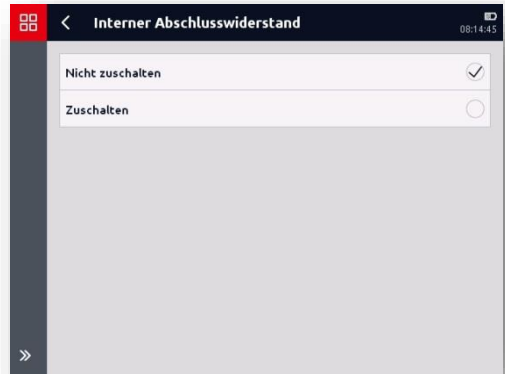 Interner Abschlusswiderstand
08:14:45
Nicht zuschalten
Zuschalten